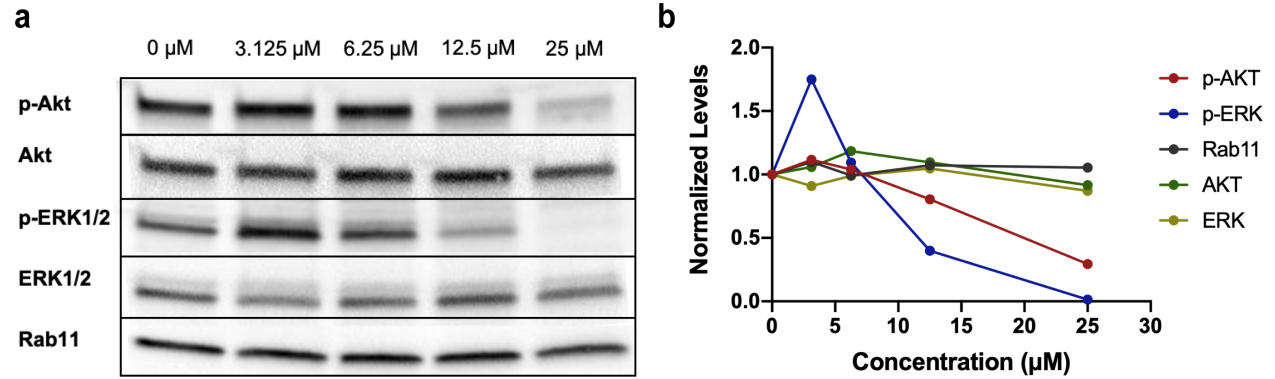 a
0 µM 3.125 µM 6.25 µM 12.5 µM 25 µM
p-Akt
Akt
p-ERK1/2
ERK1/2
Rab11
b
Normalized Levels
2.0
1.5
1.0
0.5
0.0
0 5 10 15 20 25 30
Concentration (µM)
p-AKT
p-ERK
Rab11
AKT
ERK